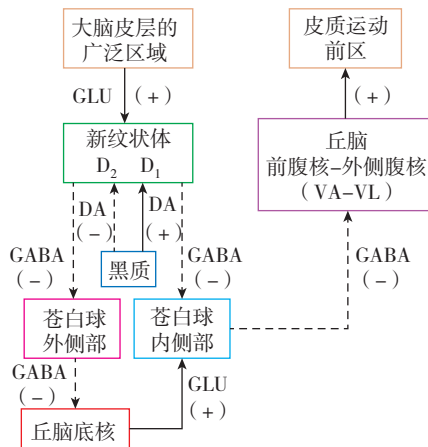 大脑皮层的
广泛区域
皮质运动
前区
GLU
(+)
(+)
新纹状体
D₂ D₁
丘脑
前腹核-外侧腹核
(VA-VL)
DA
(-)
DA
(+)
GABA
(-)
GABA
(-)
GABA
(-)
黑质
苍白球
外侧部
苍白球
内侧部
GABA
(-)
GLU
(+)
丘脑底核